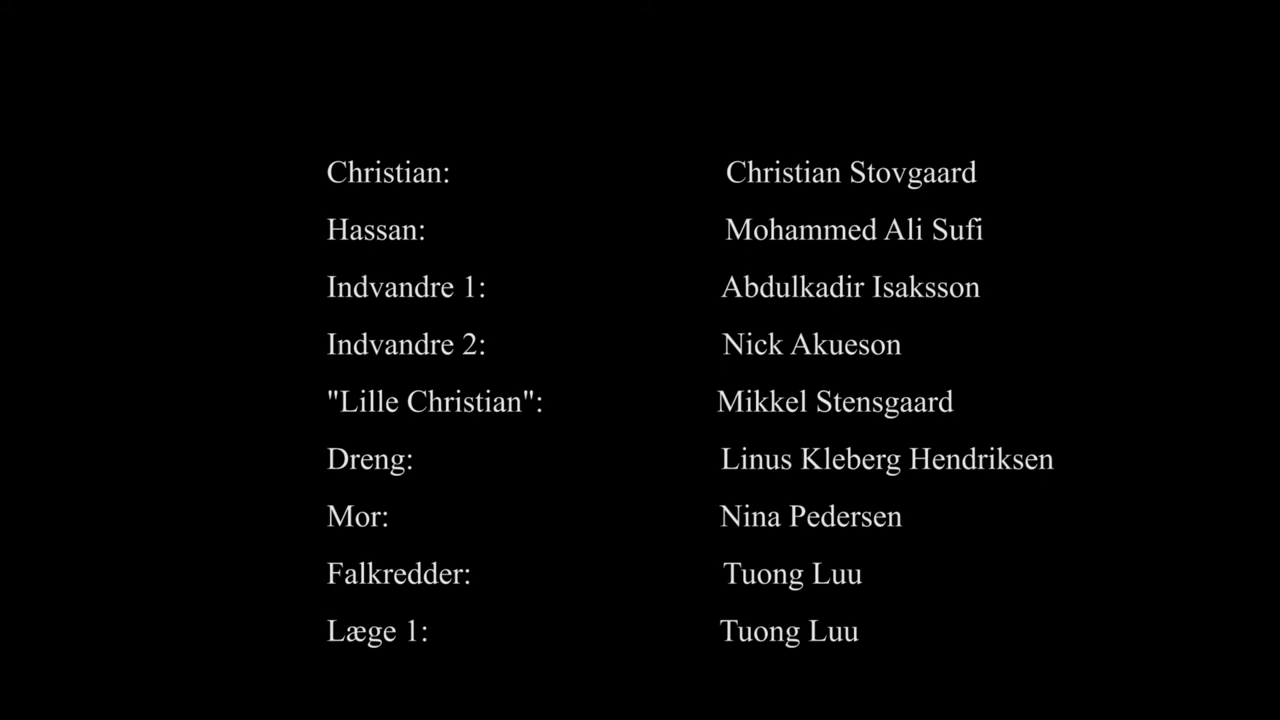 Christian: Christian Stovgaard
Hassan: Mohammed Ali Sufi
Indvandre 1: Abdulkadir Isaksson
Indvandre 2: Nick Akueson
"Lille Christian": Mikkel Stensgaard
Dreng: Linus Kleberg Hendriksen
Mor: Nina Pedersen
Falkredder: Tuong Luu
Læge 1: Tuong Luu